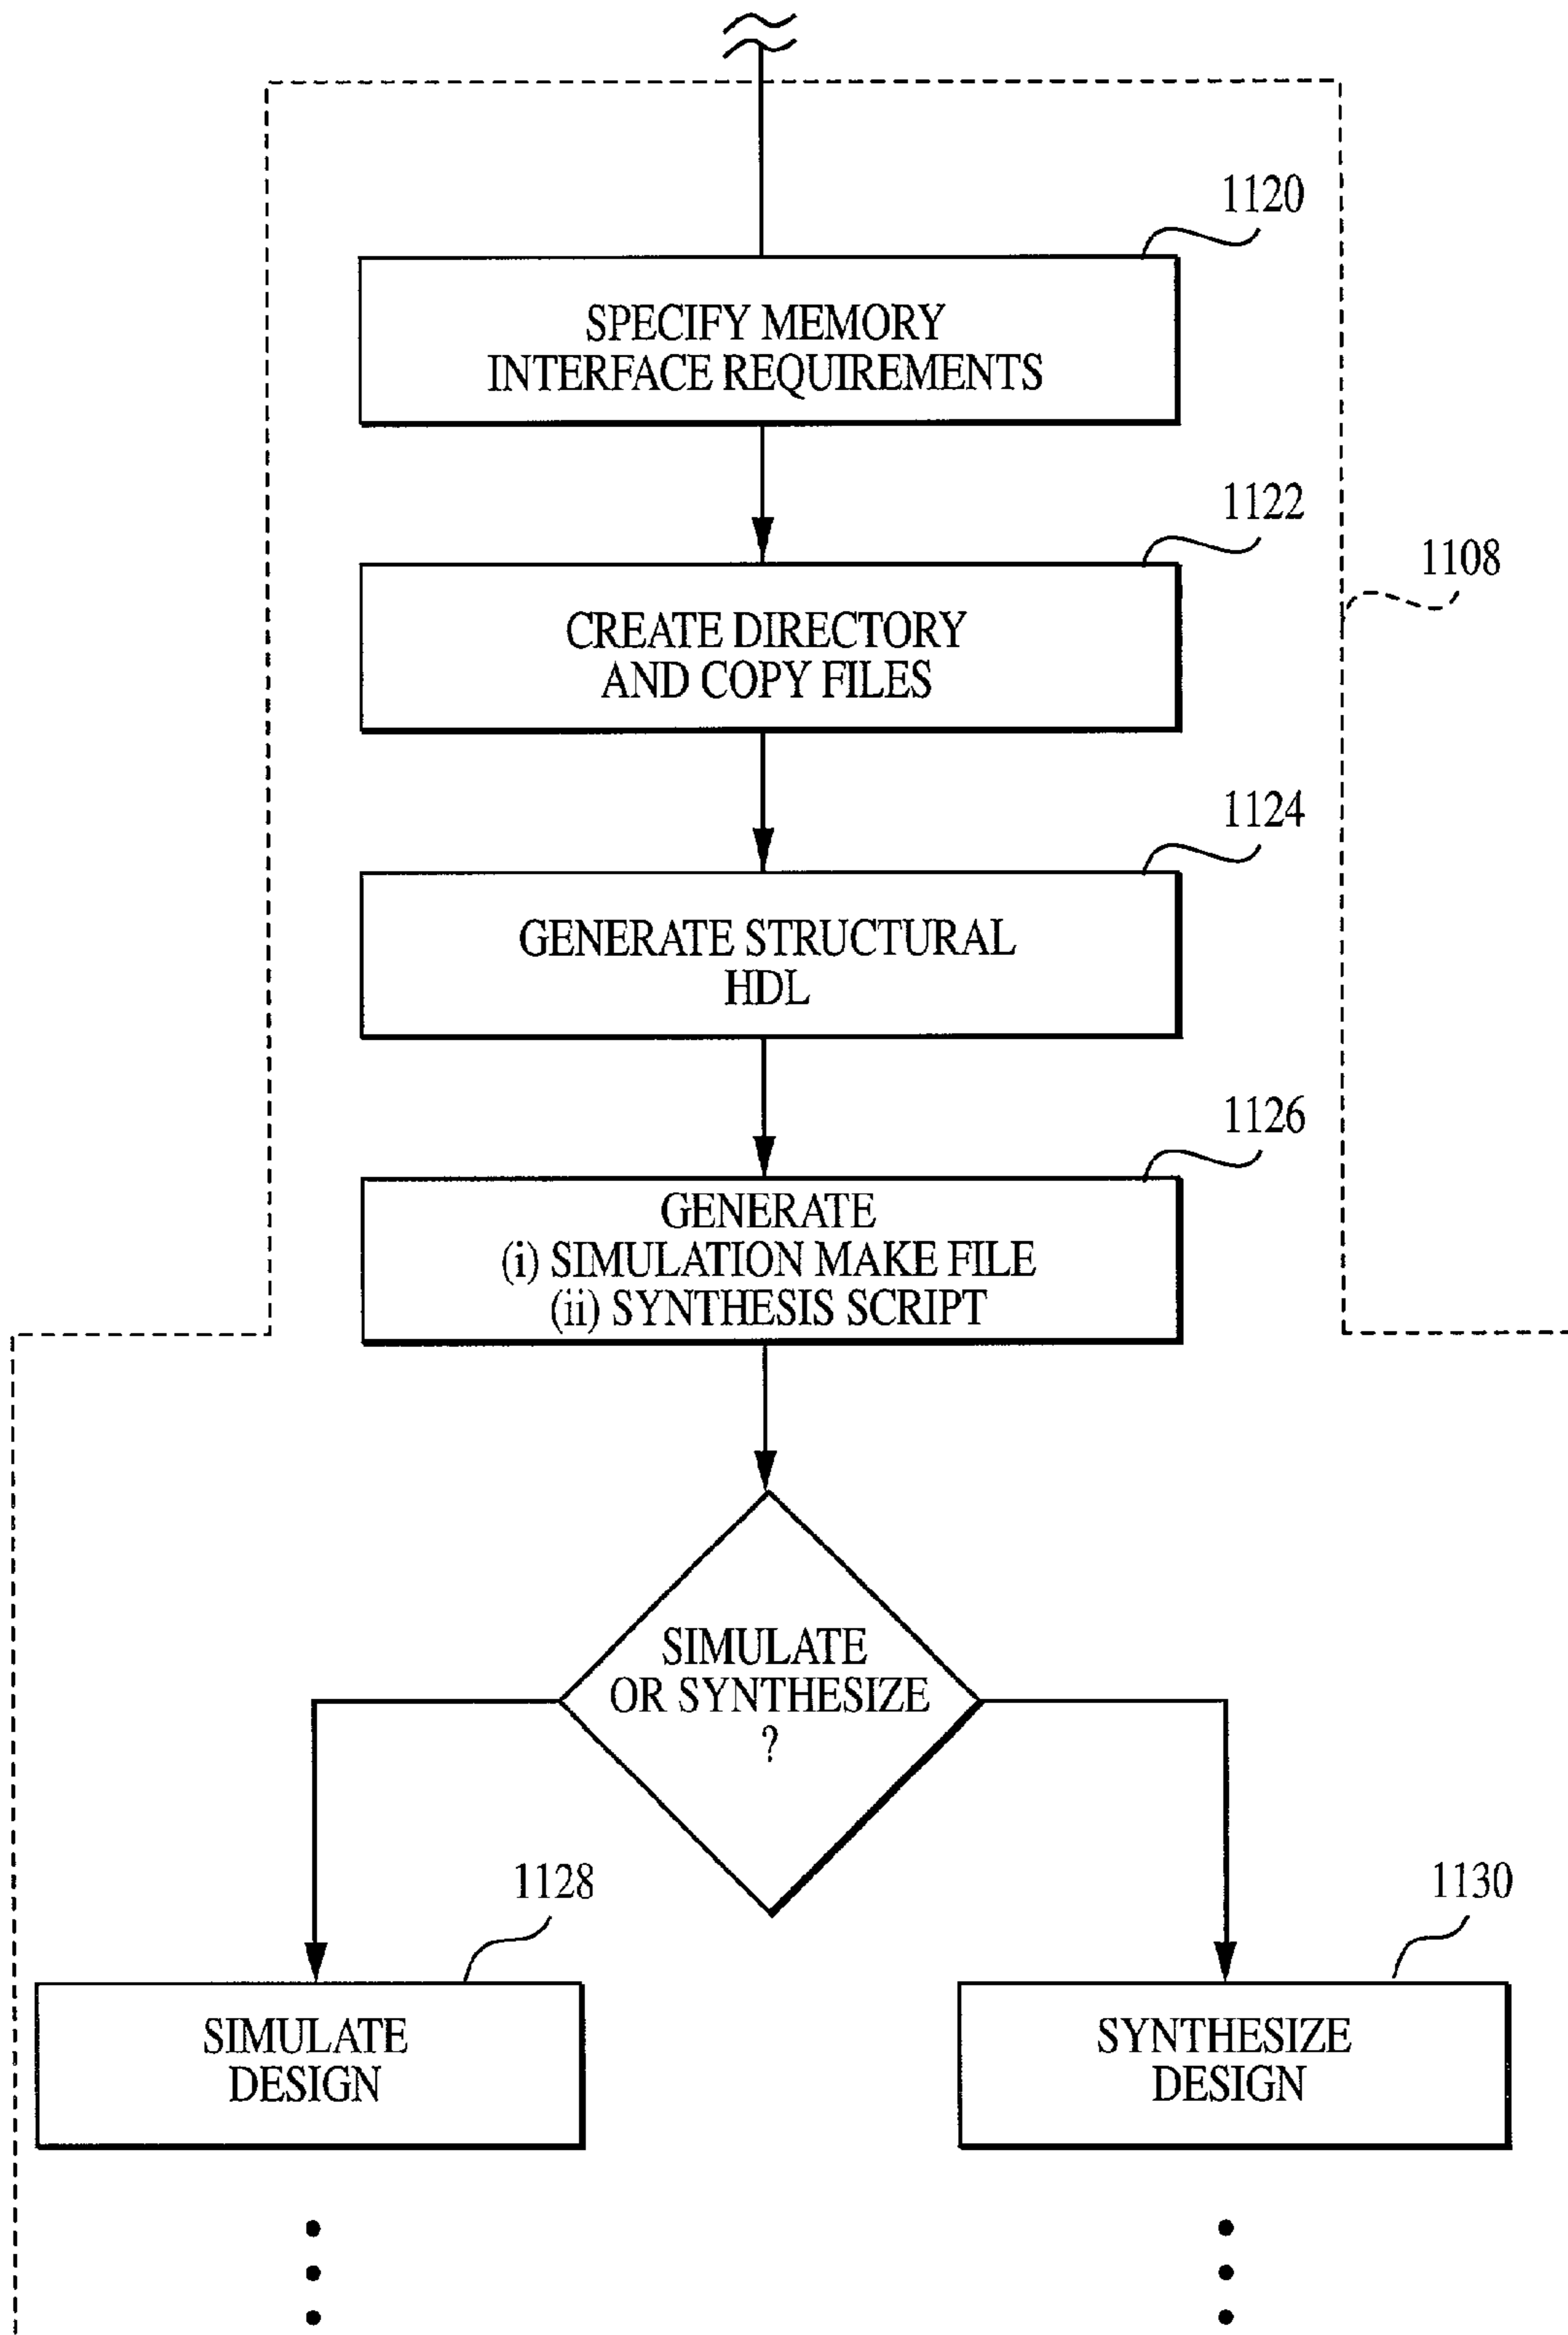 1120
SPECIFY MEMORY
INTERFACE REQUIREMENTS
1122
1108
CREATE DIRECTORY
AND COPY FILES
1124
GENERATE STRUCTURAL
HDL
1126
GENERATE
(i) SIMULATION MAKE FILE
(ii) SYNTHESIS SCRIPT
SIMULATE
OR SYNTHESIZE
?
1128
1130
SIMULATE
DESIGN
SYNTHESIZE
DESIGN